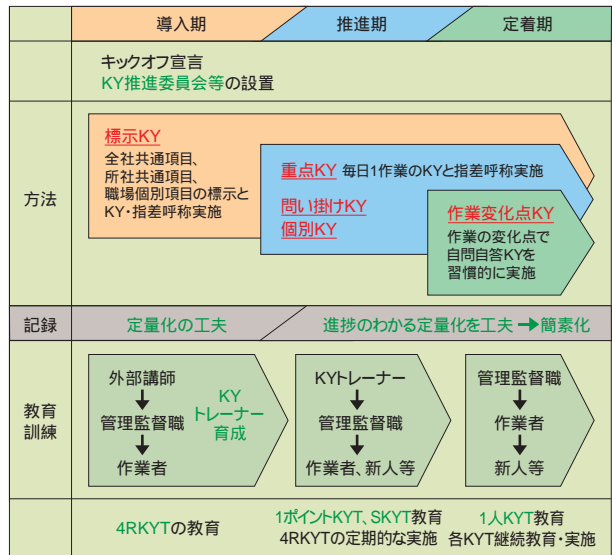 導入期
推進期
定着期
キックオフ宣言
KY推進委員会等の設置
方法
標示KY
全社共通項目、
所社共通項目、
職場個別項目の標示と
KY・指差呼称実施
重点KY 毎日1作業のKYと指差呼称実施
問い掛けKY
個別KY
作業変化点KY
作業の変化点で
自問自答KYを
習慣的に実施
記録
定量化の工夫
進捗のわかる定量化を工夫→簡素化
教育
訓練
外部講師
管理監督職
作業者
KY
トレーナー
育成
KYトレーナー
管理監督職
作業者、新人等
管理監督職
作業者
新人等
4RKYTの教育
1ポイントKYT、SKYT教育
4RKYTの定期的な実施
1人KYT教育
各KYT継続教育・実施